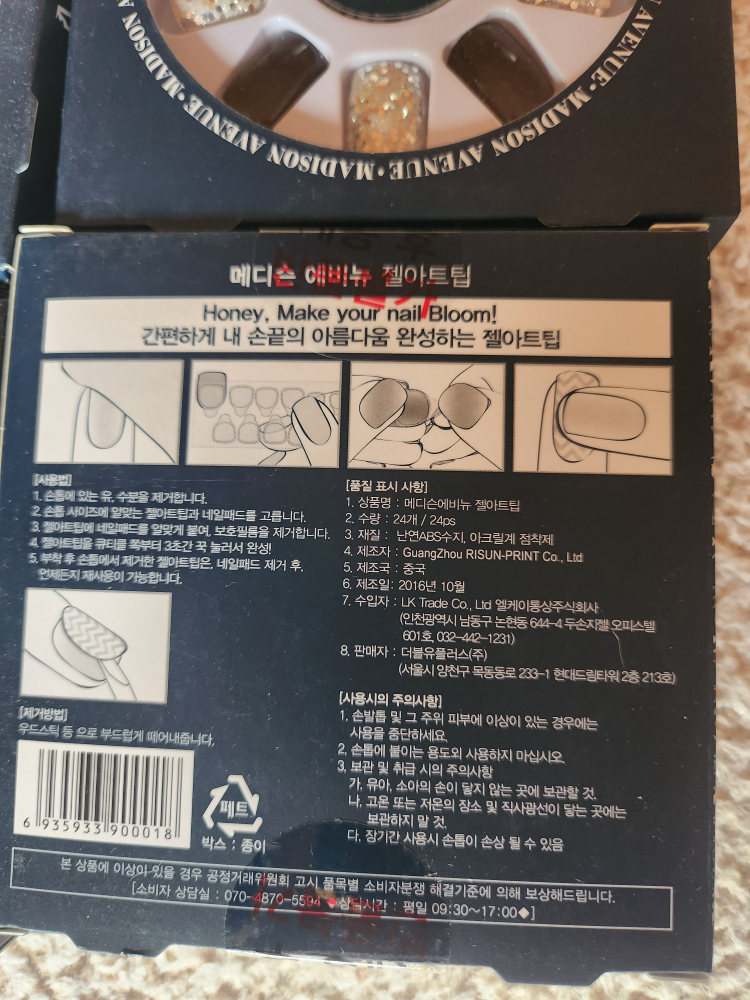 MADISON AVENUE • MADISON AVENUE • MADISON AVENUE
메디슨 에비뉴 젤아트팁
Honey, Make your nail Bloom!
간편하게 내 손끝의 아름다움 완성하는 젤아트팁
[사용법]
1. 손톱에 있는 유, 수분을 제거합니다.
2. 손톱 사이즈에 알맞는 젤아트팁과 네일패드를 고릅니다.
3. 젤아트팁에 네일패드를 알맞게 붙여, 보호필름을 제거합니다.
4. 젤아트팁을 큐티클 쪽부터 3초간 꾹 눌러서 완성!
5. 부착 후 손톱에서 제거한 젤아트팁은, 네일패드 제거 후,
언제든지 재사용이 가능합니다.
[제거방법]
우드스틱 등 으로 부드럽게 떼어내줍니다.
6 935933 900018
페트
박스 : 종이
[품질 표시 사항]
1. 상품명 : 메디슨에비뉴 젤아트팁
2. 수량 : 24개 / 24ps
3. 재질 : 난연ABS수지, 아크릴계 점착제
4. 제조자 : GuangZhou RISUN-PRINT Co., Ltd
5. 제조국 : 중국
6. 제조일: 2016년 10월
7. 수입자 : LK Trade Co., Ltd 엘케이통상주식회사
(인천광역시 남동구 논현동 644-4 두손지젤 오피스텔
601호, 032-442-1231)
8. 판매자 : 더블유플러스(주)
(서울시 양천구 목동동로 233-1 현대드림타워 2층 213호)
[사용시의 주의사항]
1. 손발톱 및 그 주위 피부에 이상이 있는 경우에는
사용을 중단하세요.
2. 손톱에 붙이는 용도외 사용하지 마십시오
3. 보관 및 취급 시의 주의사항
가. 유아, 소아의 손이 닿지 않는 곳에 보관할 것.
나. 고온 또는 저온의 장소 및 직사광선이 닿는 곳에는
보관하지 말 것.
다. 장기간 사용시 손톱이 손상 될 수 있음
본 상품에 이상이 있을 경우 공정거래위원회 고시 품목별 소비자분쟁 해결기준에 의해 보상해드립니다.
[소비자 상담실 : 070-4870-5594 ◆상담시간 : 평일 09:30~17:00◆]